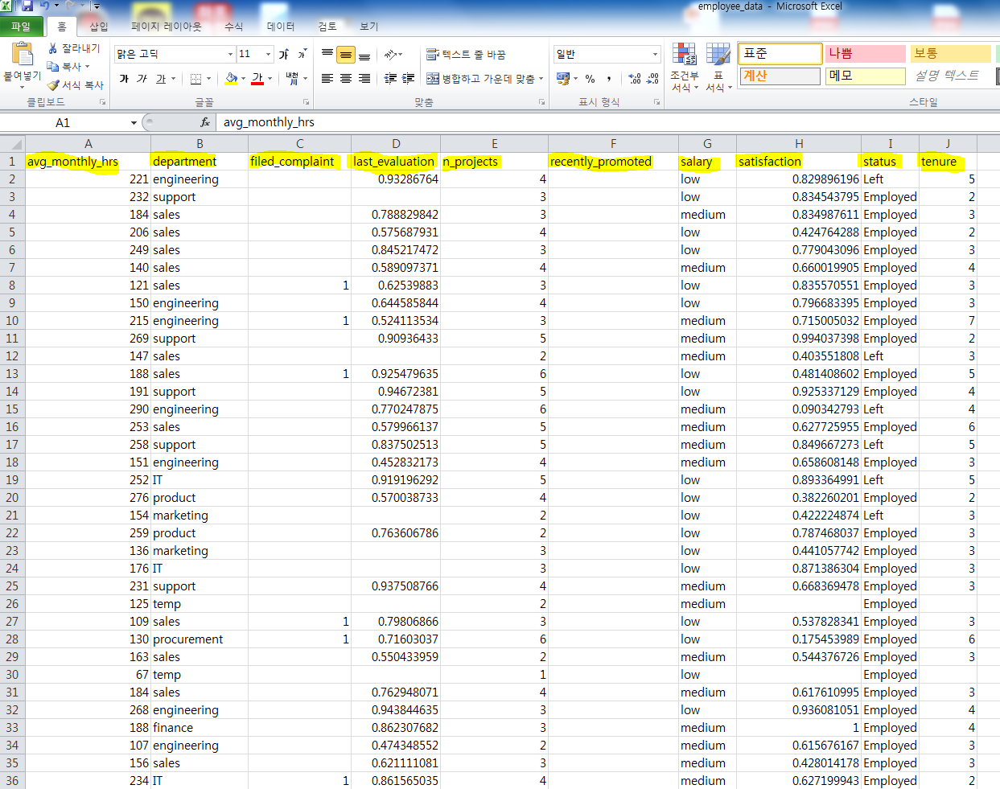 employee_data - Microsoft Excel
파일 홈 삽입 페이지 레이아웃 수식 데이터 검토 보기
붙여넣기 잘라내기 복사 서식 복사 클립보드
맑은 고딕 11 가 가 가 가 가 가 내천 글꼴
텍스트 줄 바꿈 병합하고 가운데 맞춤 맞춤
일반 % , 표시 형식
조건부 서식 표 서식 표준 나쁨 보통 계산 메모 설명 텍스트 스타일
A1 fx avg_monthly_hrs
A B C D E F G H I J
1 avg_monthly_hrs department filed_complaint last_evaluation n_projects recently_promoted salary satisfaction status tenure
2 221 engineering 0.93286764 4 low 0.829896196 Left 5
3 232 support 3 low 0.834543795 Employed 2
4 184 sales 0.788829842 3 medium 0.834987611 Employed 3
5 206 sales 0.575687931 4 low 0.424764288 Employed 2
6 249 sales 0.845217472 3 low 0.779043096 Employed 3
7 140 sales 0.589097371 4 medium 0.660019905 Employed 4
8 121 sales 1 0.62539883 3 low 0.835570551 Employed 3
9 150 engineering 0.644585844 4 low 0.796683395 Employed 3
10 215 engineering 1 0.524113534 3 medium 0.715005032 Employed 7
11 269 support 0.90936433 5 medium 0.994037398 Employed 2
12 147 sales 2 medium 0.403551808 Left 3
13 188 sales 1 0.925479635 6 low 0.481408602 Employed 5
14 191 support 0.94672381 5 low 0.925337129 Employed 4
15 290 engineering 0.770247875 6 medium 0.090342793 Left 4
16 253 sales 0.579966137 5 medium 0.627725955 Employed 6
17 258 support 0.837502513 5 medium 0.849667273 Left 5
18 151 engineering 0.452832173 4 medium 0.658608148 Employed 3
19 252 IT 0.919196292 5 low 0.893364991 Left 5
20 276 product 0.570038733 4 low 0.382260201 Employed 2
21 154 marketing 2 low 0.422224874 Left 3
22 259 product 0.763606786 2 low 0.787468037 Employed 3
23 136 marketing 3 low 0.441057742 Employed 3
24 176 IT 3 low 0.871386304 Employed 3
25 231 support 0.937508766 4 medium 0.668369478 Employed 3
26 125 temp 2 medium Employed
27 109 sales 1 0.79806866 3 low 0.537828341 Employed 3
28 130 procurement 1 0.71603037 6 low 0.175453989 Employed 6
29 163 sales 0.550433959 2 medium 0.544376726 Employed 3
30 67 temp 1 low Employed
31 184 sales 0.762948071 4 medium 0.617610995 Employed 3
32 268 engineering 0.943844635 3 low 0.936081051 Employed 4
33 188 finance 0.862307682 3 medium 1 Employed 4
34 107 engineering 0.474348552 2 medium 0.615676167 Employed 3
35 156 sales 0.621111081 3 medium 0.428014178 Employed 3
36 234 IT 1 0.861565035 4 medium 0.627199943 Employed 2